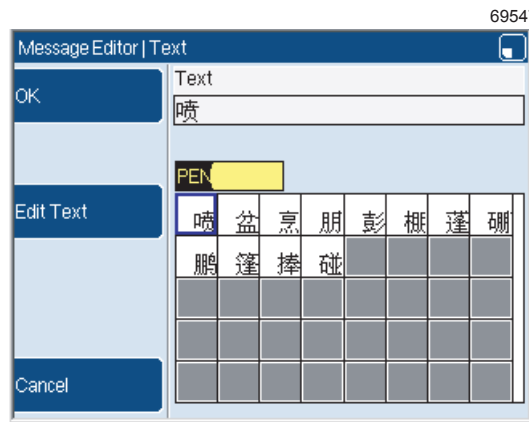 6954
Message Editor | Text
OK
Text
喷
PEN
Edit Text
喷 盆 烹 朋 彭 棚 蓬 硼
鹏 篷 捧 碰
Cancel